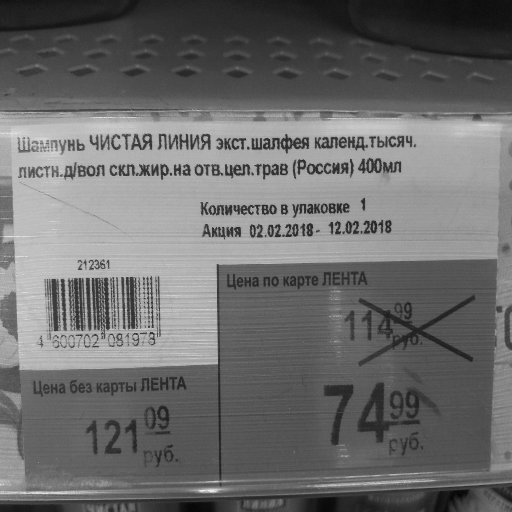 Шампунь ЧИСТАЯ ЛИНИЯ экст.шалфея календ.тысяч.
листн.д/вол скл.жир.на отв.цел.трав (Россия) 400мл
Количество в упаковке 1
Акция 02.02.2018- 12.02.2018
212361
4 600702 081978
Цена по карте ЛЕНТА
114 99
руб.
74 99
руб.
Цена без карты ЛЕНТА
121 09
руб.